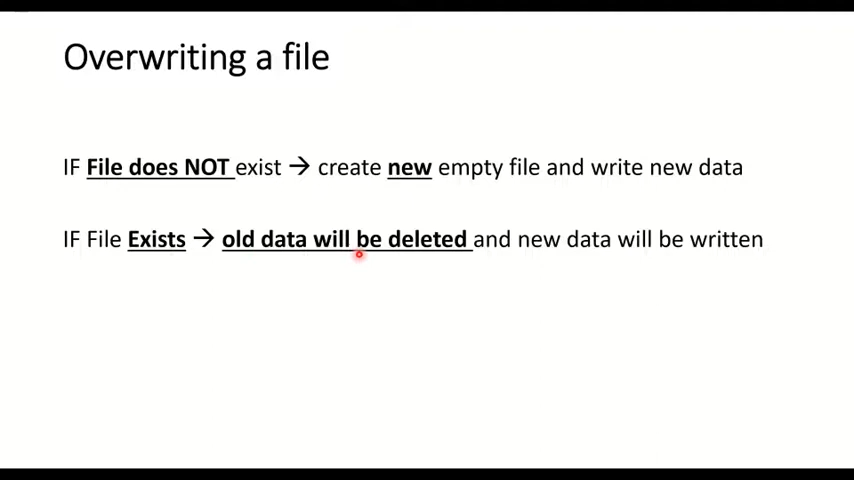 Overwriting a file
IF File does NOT exist → create new empty file and write new data
IF File Exists → old data will be deleted and new data will be written